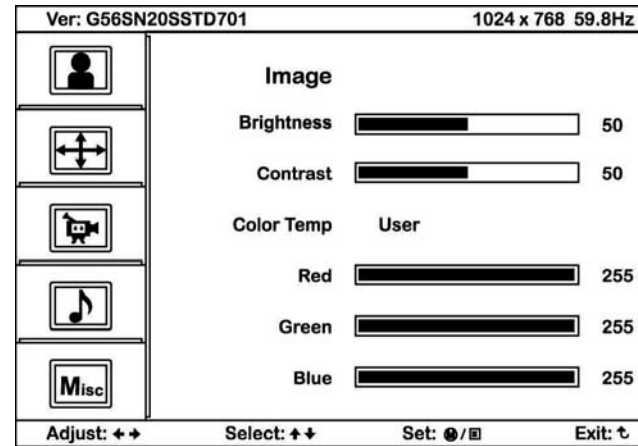 Ver: G56SN20SSTD701 1024 x 768 59.8Hz
Image
Brightness 50
Contrast 50
Color Temp User
Red 255
Green 255
Blue 255
Misc
Adjust: ←→ Select: ↑↓ Set: Ⓜ/▣ Exit: ↰